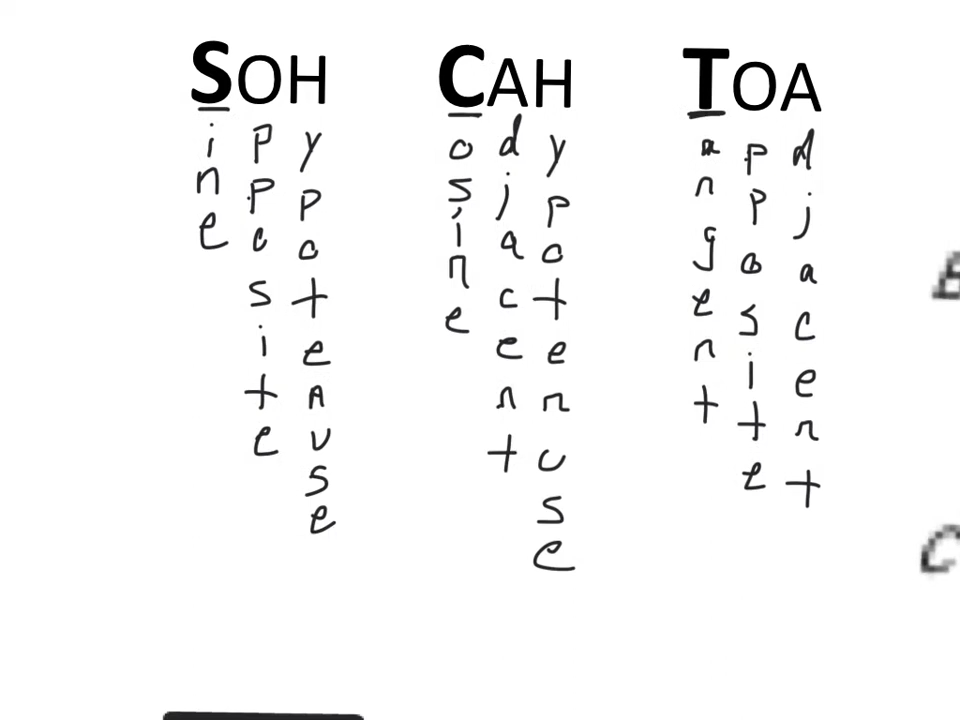 SOH CAH TOA
ine
pposite
ypotenuse
osine
djacent
ypotenuse
angent
pposite
djacent
B
C